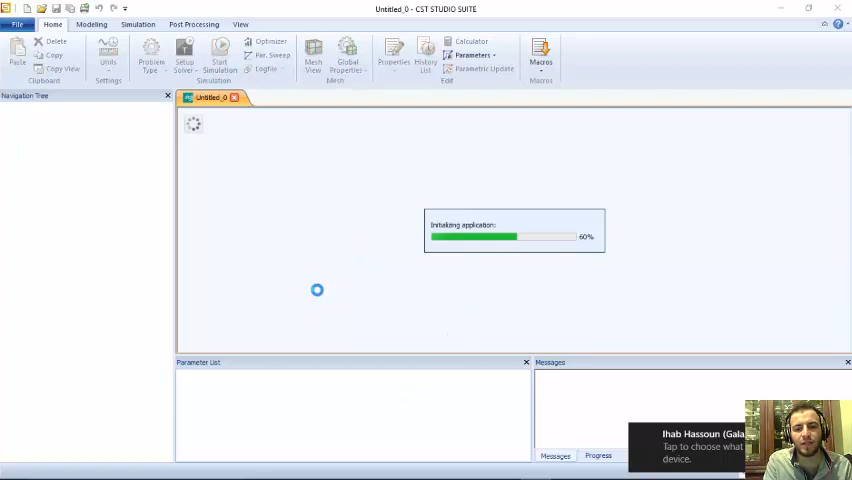 Untitled_0 - CST STUDIO SUITE
File Home Modeling Simulation Post Processing View
Paste Delete Copy Copy View Clipboard
Utils Settings
Problem Type Setup Solver Start Simulation Optimizer Par. Sweep Logfile Simulation
Mesh View Global Properties Mesh
Properties History List Calculator Parameters Parametric Update Edit
Macros Macros
Navigation Tree
Untitled_0
Initializing application:
60%
Parameter List
Messages
Ihab Hassoun (Gala
Tap to choose what
device.
Messages Progress